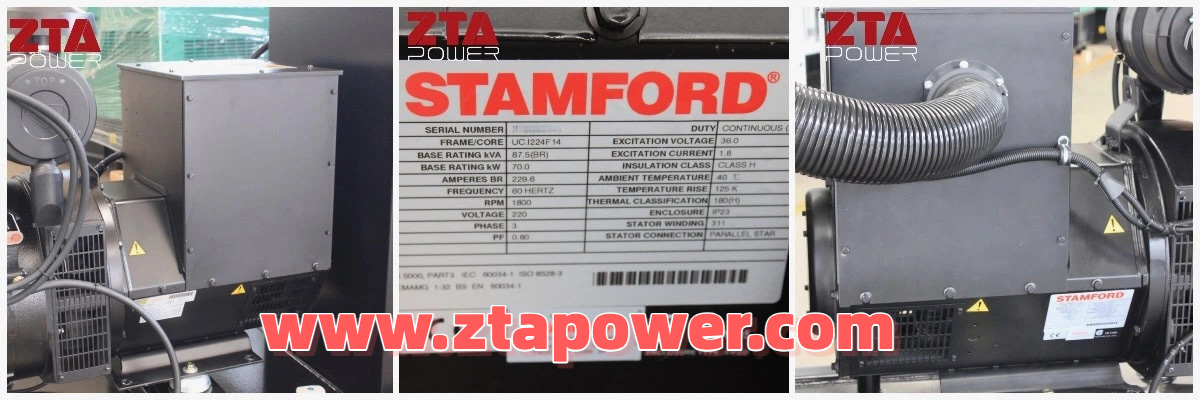 ZTA
POWER
TOP
ZTA
POWER
STAMFORD®
SERIAL NUMBER
DUTY CONTINUOUS (
FRAME/CORE UC.I224F14
EXCITATION VOLTAGE 36.0
BASE RATING kVA 87.5(BR)
EXCITATION CURRENT 1.8
BASE RATING kW 70.0
INSULATION CLASS CLASS H
AMPERES BR 229.6
AMBIENT TEMPERATURE 40 ℃
FREQUENCY 60 HERTZ
TEMPERATURE RISE 125 K
RPM 1800
THERMAL CLASSIFICATION 180(H)
VOLTAGE 220
ENCLOSURE IP23
PHASE 3
STATOR WINDING 311
PF 0.80
STATOR CONNECTION PARALLEL STAR
5000, PART3 IEC 60034-1 ISO 8528-3
EMAMG 1-32 BS EN 60034-1
ZTA
POWER
STAMFORD
www.ztapower.com